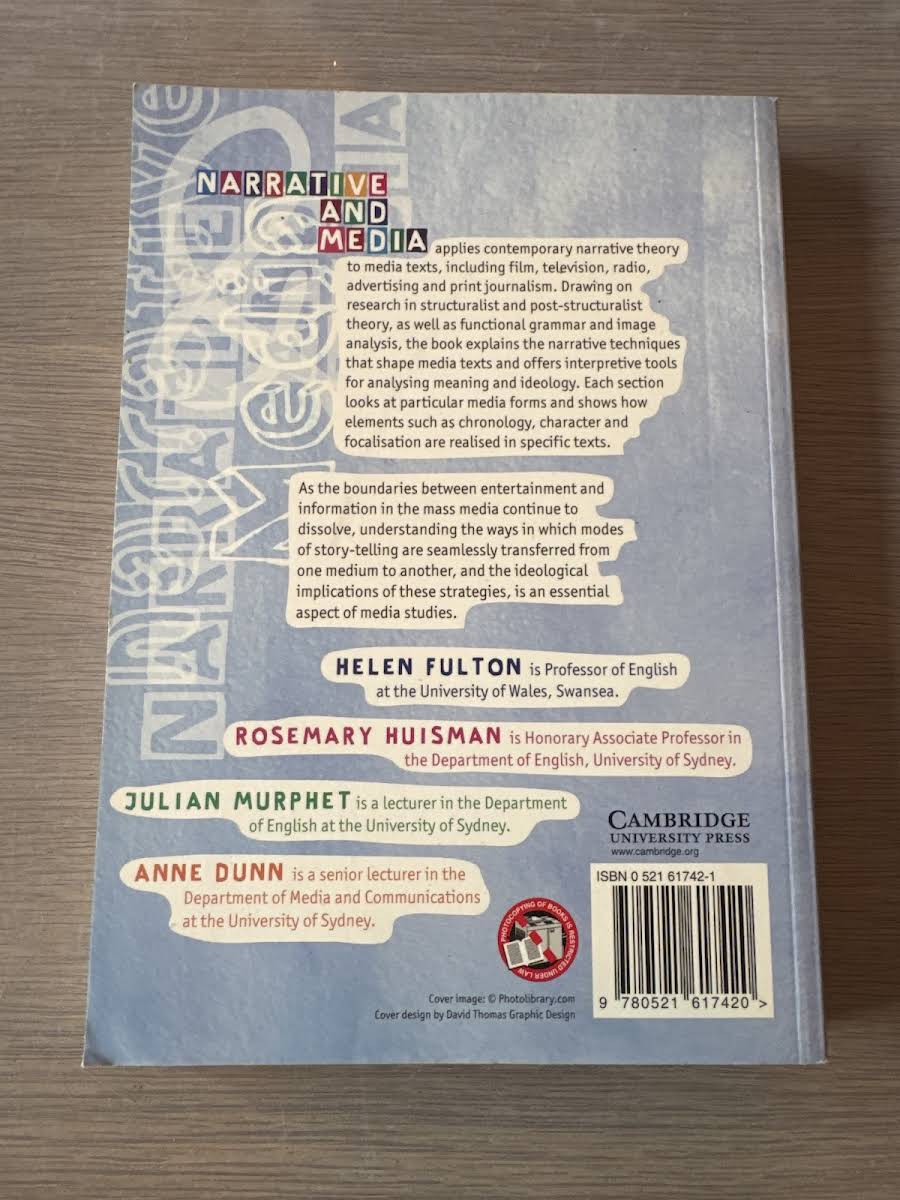 NARRATIVE
AND
MEDIA applies contemporary narrative theory
to media texts, including film, television, radio,
advertising and print journalism. Drawing on
research in structuralist and post-structuralist
theory, as well as functional grammar and image
analysis, the book explains the narrative techniques
that shape media texts and offers interpretive tools
for analysing meaning and ideology. Each section
looks at particular media forms and shows how
elements such as chronology, character and
focalisation are realised in specific texts.
As the boundaries between entertainment and
information in the mass media continue to
dissolve, understanding the ways in which modes
of story-telling are seamlessly transferred from
one medium to another, and the ideological
implications of these strategies, is an essential
aspect of media studies.
HELEN FULTON is Professor of English
at the University of Wales, Swansea.
ROSEMARY HUISMAN is Honorary Associate Professor in
the Department of English, University of Sydney.
JULIAN MURPHET is a lecturer in the Department
of English at the University of Sydney.
ANNE DUNN is a senior lecturer in the
Department of Media and Communications
at the University of Sydney.
CAMBRIDGE
UNIVERSITY PRESS
www.cambridge.org
ISBN 0 521 61742-1
9 780521 617420 >
PHOTOCOPYING OF BOOKS IS RESTRICTED UNDER LAW
Cover image: © Photolibrary.com
Cover design by David Thomas Graphic Design
Media